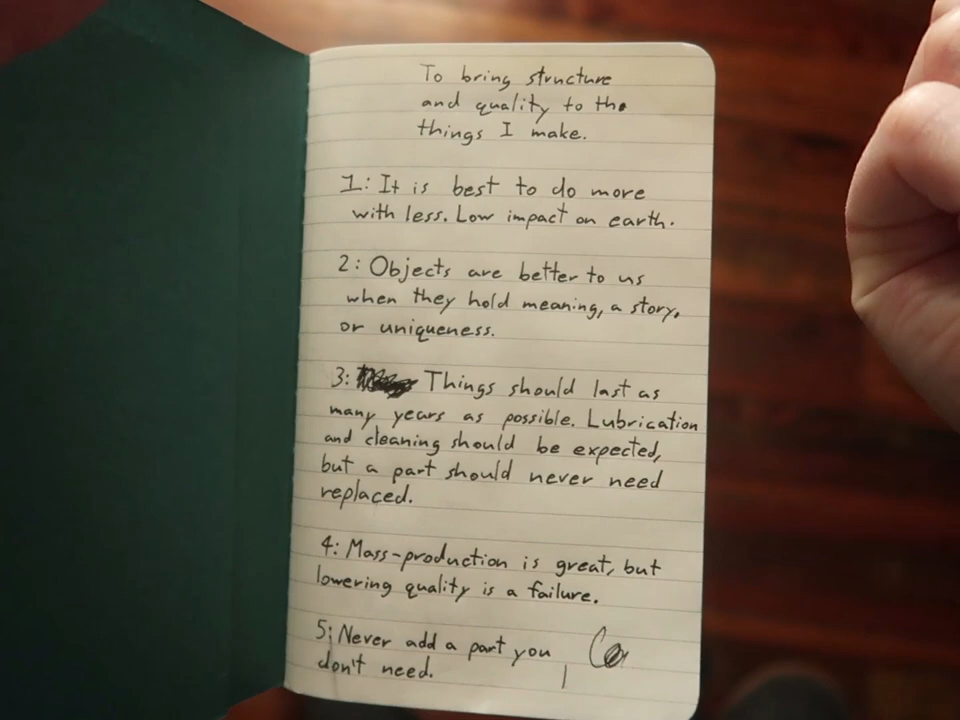 To bring structure
and quality to the
things I make.
1: It is best to do more
with less. Low impact on earth.
2: Objects are better to us
when they hold meaning, a story,
or uniqueness.
3: Things should last as
many years as possible. Lubrication
and cleaning should be expected,
but a part should never need
replaced.
4: Mass-production is great, but
lowering quality is a failure.
5: Never add a part you
don't need.